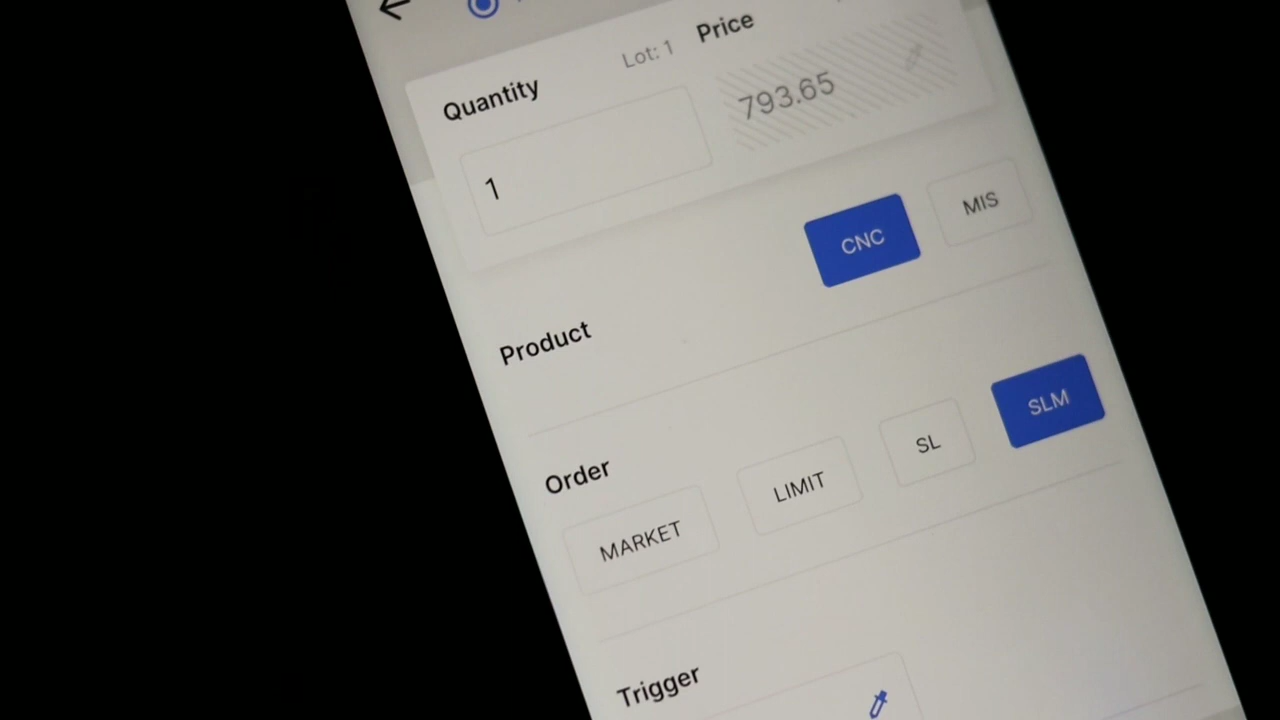 Quantity
Lot: 1
Price
1
793.65
Product
CNC
MIS
Order
MARKET
LIMIT
SL
SLM
Trigger